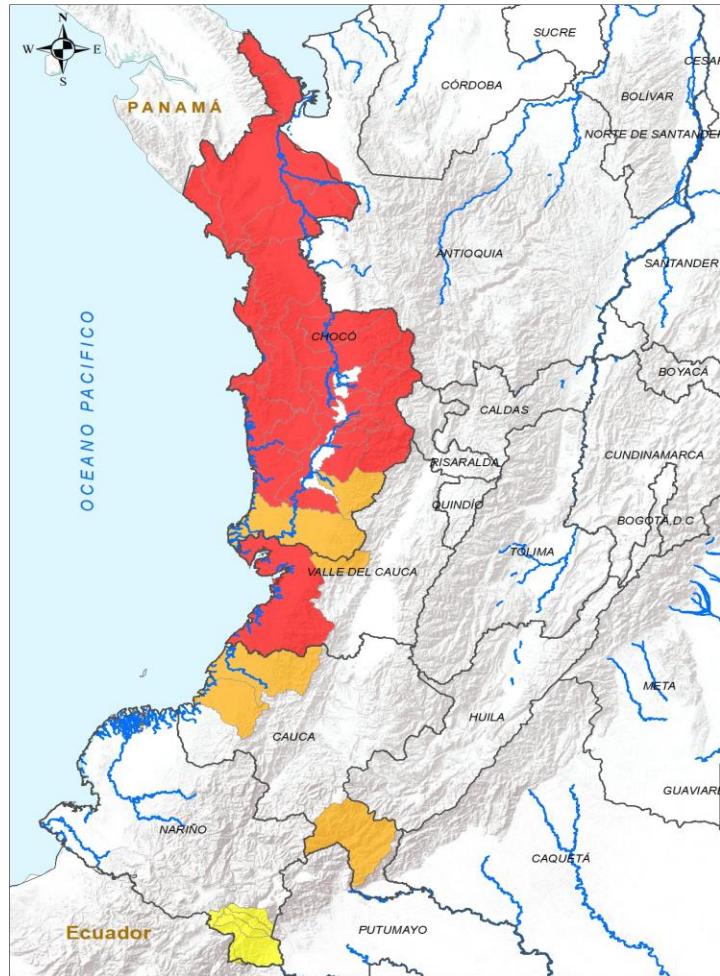 N
W E
S
SUCRE
CESAR
CÓRDOBA
BOLÍVAR
PANAMÁ
NORTE DE SANTANDER
ANTIOQUIA
SANTANDER
OCEANO PACIFICO
CHOCÓ
BOYACÁ
CALDAS
CUNDINAMARCA
RISARALDA
QUINDÍO
BOGOTÁ, D.C
TOLIMA
VALLE DEL CAUCA
META
HUILA
CAUCA
GUAVIARE
NARIÑO
CAQUETÁ
Ecuador
PUTUMAYO